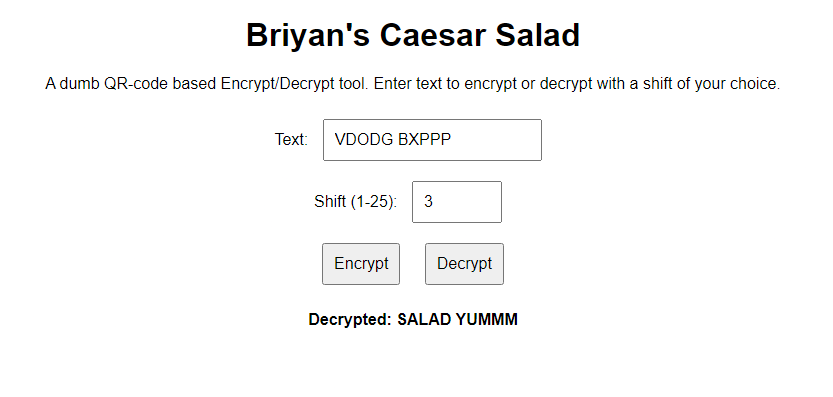 Briyan's Caesar Salad
A dumb QR-code based Encrypt/Decrypt tool. Enter text to encrypt or decrypt with a shift of your choice.
Text: VDODG BXPPP
Shift (1-25): 3
Encrypt Decrypt
Decrypted: SALAD YUMMM